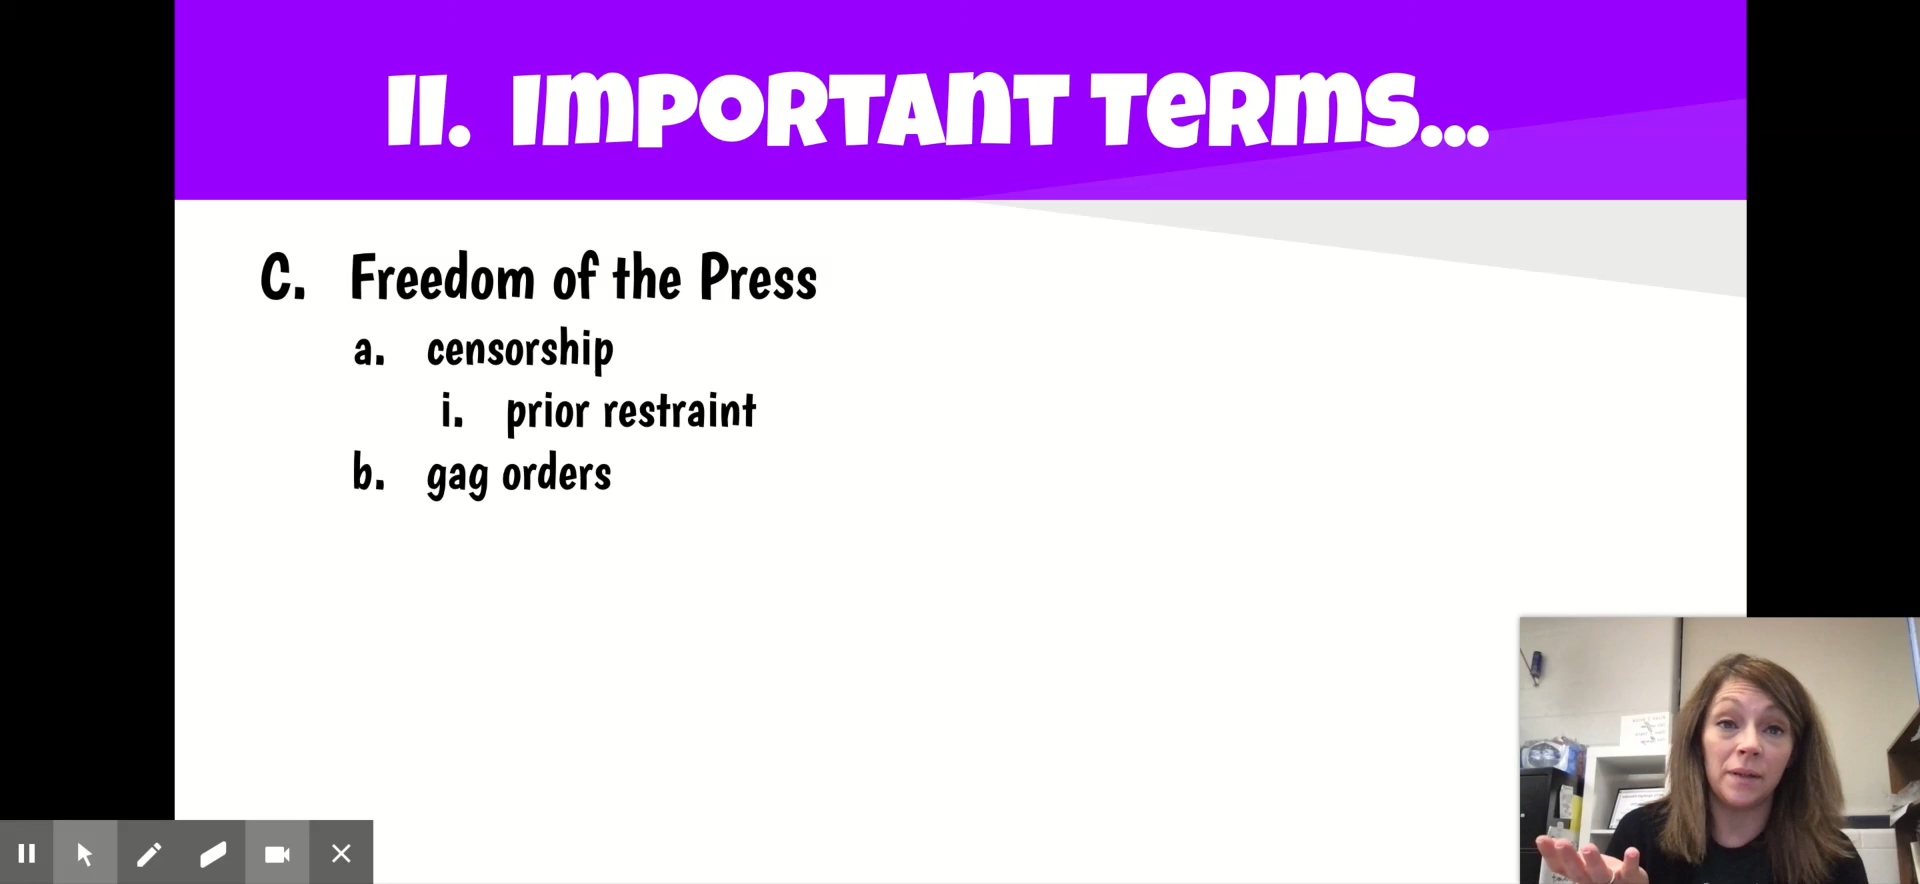 II. Important Terms...
C. Freedom of the Press
a. censorship
i. prior restraint
b. gag orders